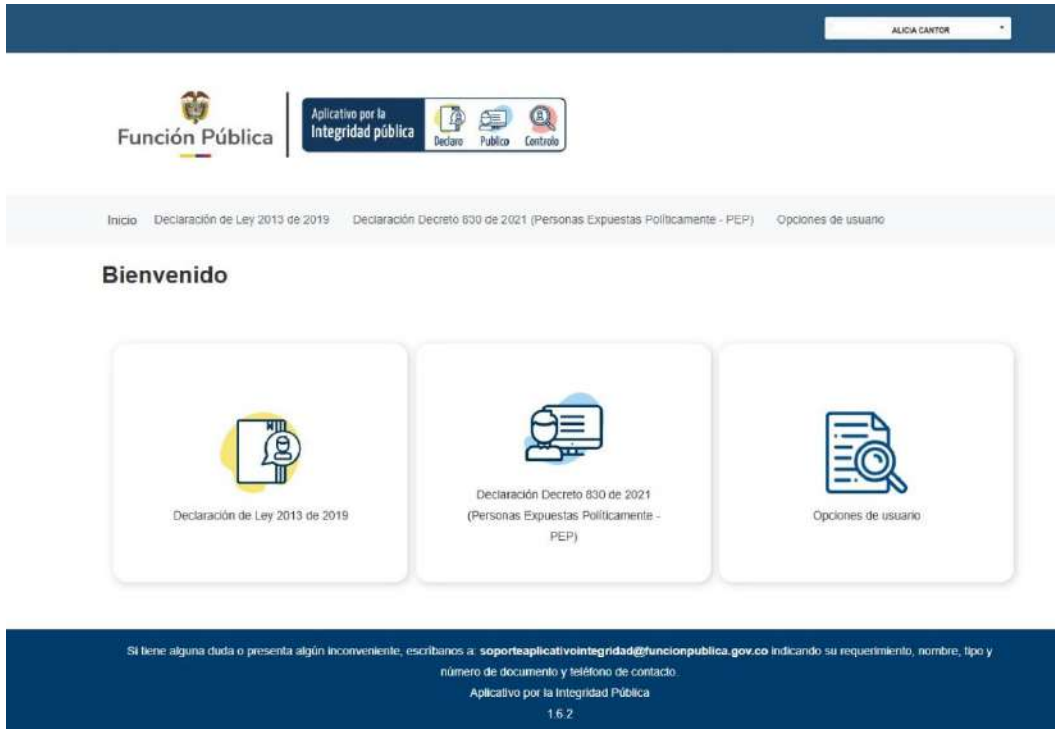 ALICIA CANTOR
Función Pública
Aplicativo por la
Integridad pública
Declaro Publico Controlo
Inicio Declaración de Ley 2013 de 2019 Declaración Decreto 830 de 2021 (Personas Expuestas Políticamente - PEP) Opciones de usuario
Bienvenido
Declaración de Ley 2013 de 2019
Declaración Decreto 830 de 2021
(Personas Expuestas Políticamente -
PEP)
Opciones de usuario
Si tiene alguna duda o presenta algún inconveniente, escríbanos a: soporteaplicativointegridad@funcionpublica.gov.co indicando su requerimiento, nombre, tipo y
número de documento y teléfono de contacto.
Aplicativo por la Integridad Pública
1.6.2